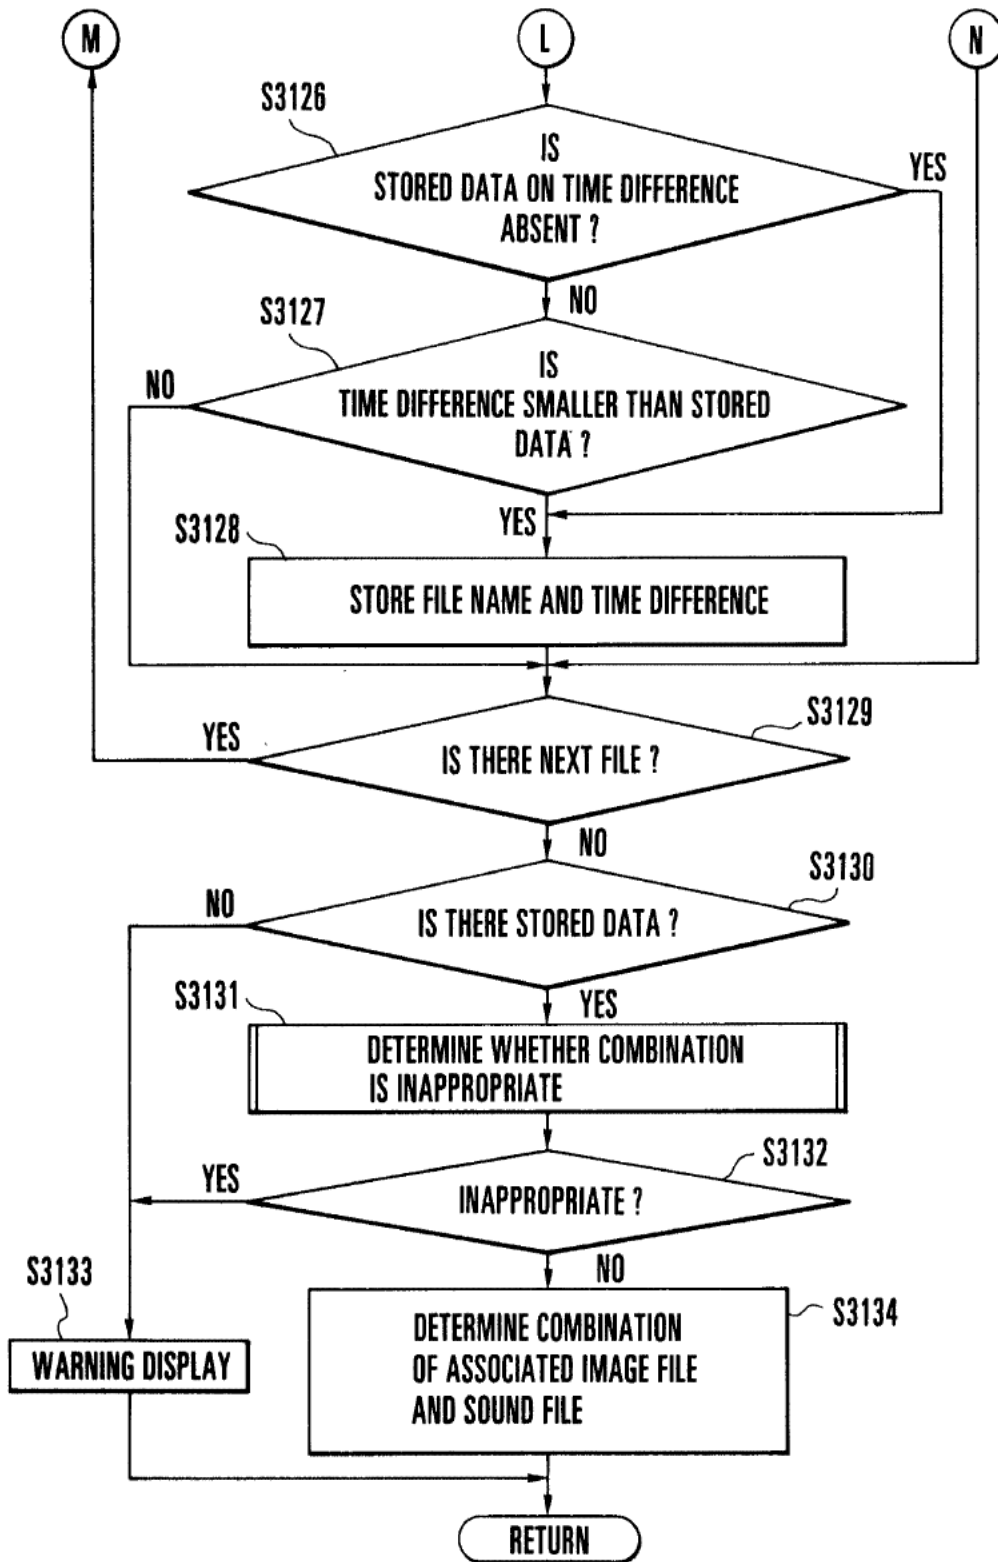 M
L
N
S3126
IS
STORED DATA ON TIME DIFFERENCE
ABSENT ?
YES
NO
S3127
IS
TIME DIFFERENCE SMALLER THAN STORED
DATA ?
NO
YES
S3128
STORE FILE NAME AND TIME DIFFERENCE
S3129
YES
IS THERE NEXT FILE ?
NO
S3130
NO
IS THERE STORED DATA ?
YES
S3131
DETERMINE WHETHER COMBINATION
IS INAPPROPRIATE
S3132
YES
INAPPROPRIATE ?
NO
S3133
WARNING DISPLAY
S3134
DETERMINE COMBINATION
OF ASSOCIATED IMAGE FILE
AND SOUND FILE
RETURN